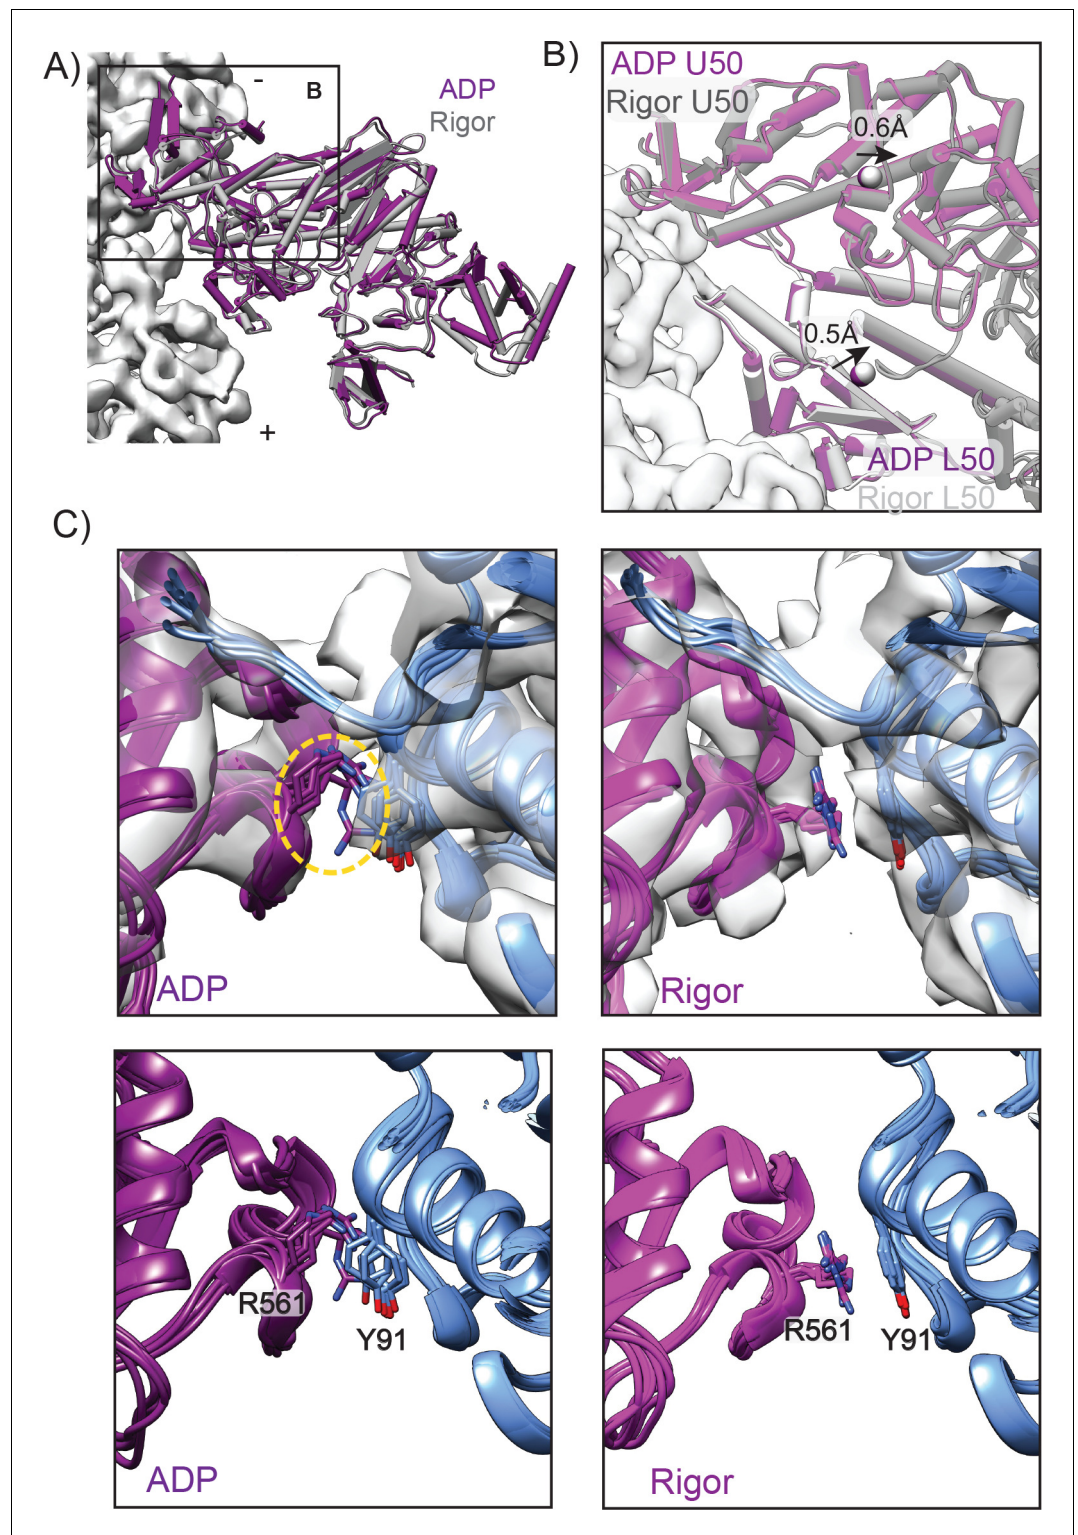 A)
-
B
ADP
Rigor
+
B)
ADP U50
Rigor U50
0.6Å
0.5Å
ADP L50
Rigor L50
C)
ADP
Rigor
R561
Y91
ADP
R561
Y91
Rigor